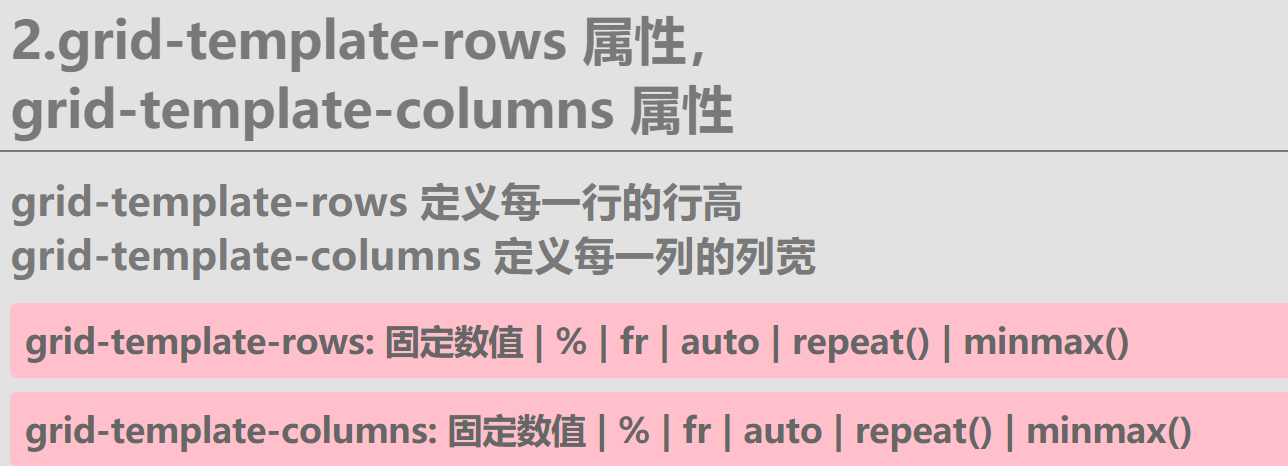 2.grid-template-rows 属性，
grid-template-columns 属性
grid-template-rows 定义每一行的行高
grid-template-columns 定义每一列的列宽
grid-template-rows: 固定数值 | % | fr | auto | repeat() | minmax()
grid-template-columns: 固定数值 | % | fr | auto | repeat() | minmax()